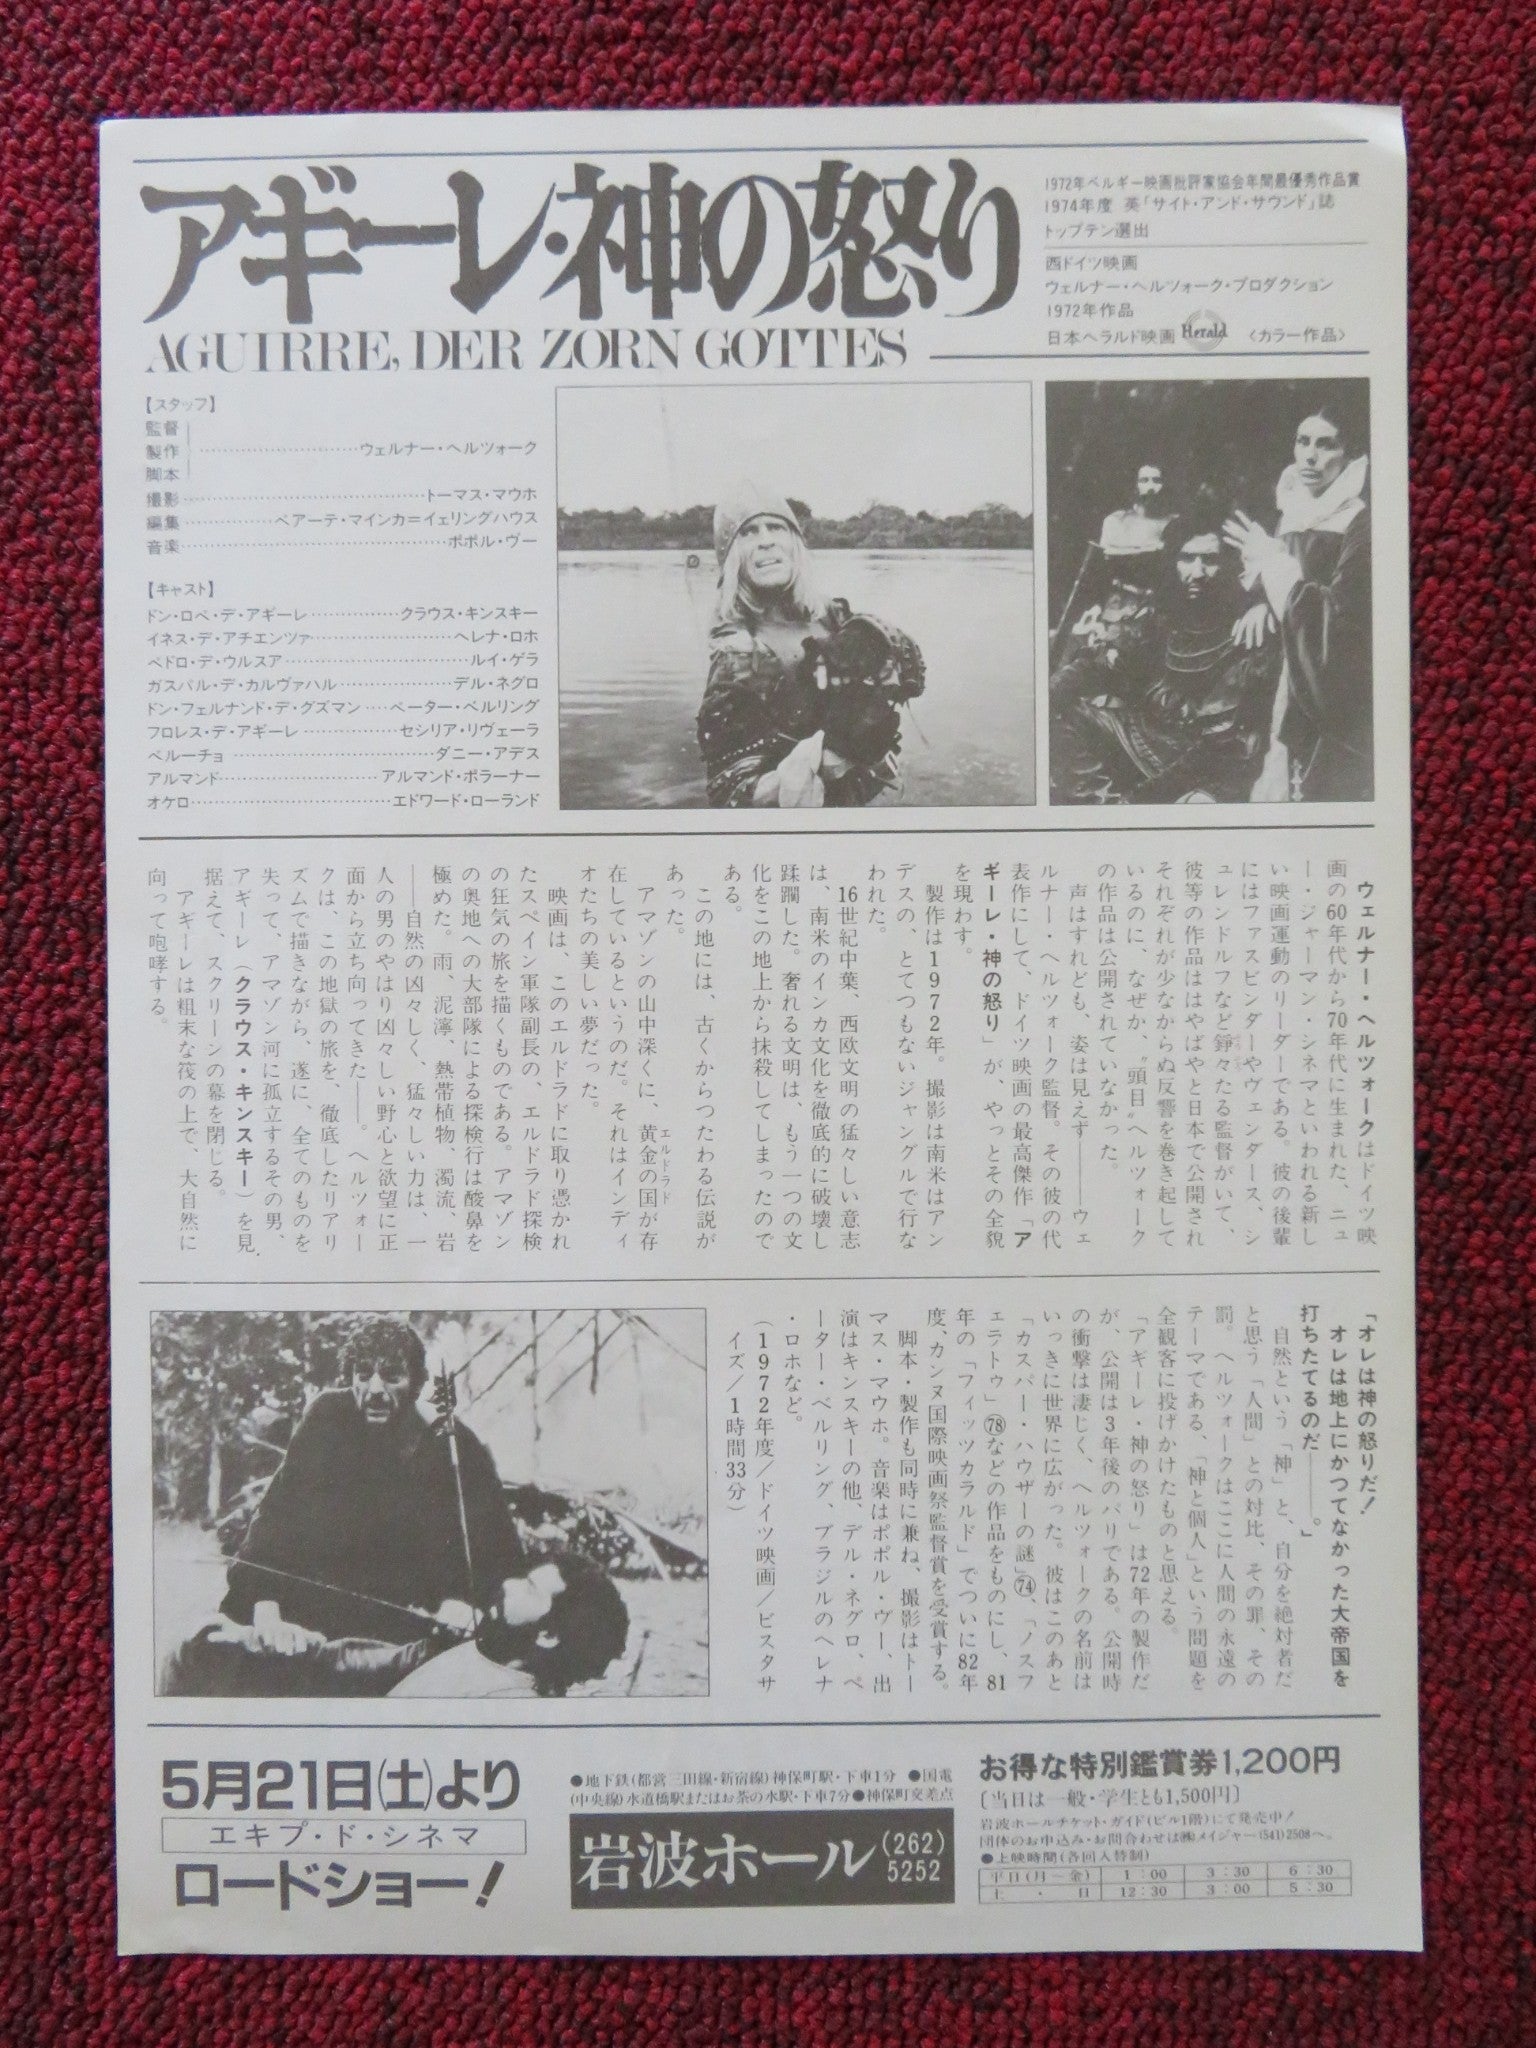 アギーレ・神の怒り
AGUIRRE, DER ZORN GOTTES
1972年ベルギー映画批評家協会年間最優秀作品賞
1974年度 英「サイト・アンド・サウンド」誌
トップテン選出
西ドイツ映画
ウェルナー・ヘルツォーク・プロダクション
1972年作品
日本ヘラルド映画 Herald 〈カラー作品〉
【スタッフ】
監督
製作……………………………ウェルナー・ヘルツォーク
脚本
撮影……………………………トーマス・マウホ
編集……………ベアーテ・マインカ=イェリングハウス
音楽……………………………ポポル・ヴー
【キャスト】
ドン・ロペ・デ・アギーレ……………クラウス・キンスキー
イネス・デ・アチエンツァ……………ヘレナ・ロホ
ペドロ・デ・ウルスア……………ルイ・ゲラ
ガスパル・デ・カルヴァハル……………デル・ネグロ
ドン・フェルナンド・デ・グズマン……ペーター・ベルリング
フロレス・デ・アギーレ……………セシリア・リヴェーラ
ペルーチョ……………ダニー・アデス
アルマンド……………アルマンド・ポラーナー
オケロ……………エドワード・ローランド
ウェルナー・ヘルツォークはドイツ映
画の60年代から70年代に生まれた、ニュ
ー・ジャーマン・シネマといわれる新し
い映画運動のリーダーである。彼の後輩
にはファスビンダーやヴェンダース、シ
ュレンドルフなど錚々たる監督がいて、
彼等の作品ははやばやと日本で公開され
それぞれが少なからぬ反響を巻き起して
いるのに、なぜか、“頭目”ヘルツォーク
の作品は公開されていなかった。
声はすれども、姿は見えず――ウェ
ルナー・ヘルツォーク監督。その彼の代
表作にして、ドイツ映画の最高傑作「ア
ギーレ・神の怒り」が、やっとその全貌
を現わす。
製作は1972年。撮影は南米はアン
デスの、とてつもないジャングルで行な
われた。
16世紀中葉、西欧文明の猛々しい意志
は、南米のインカ文化を徹底的に破壊し
蹂躙した。奢れる文明は、もう一つの文
化をこの地上から抹殺してしまったので
ある。
この地には、古くからつたわる伝説が
あった。
アマゾンの山中深くに、黄金の国が存
エルドラド
在しているというのだ。それはインディ
オたちの美しい夢だった。
映画は、このエルドラドに取り憑かれ
たスペイン軍隊副長の、エルドラド探検
の狂気の旅を描くものである。アマゾン
の奥地への大部隊による探検行は酸鼻を
極めた。雨、泥濘、熱帯植物、濁流、岩
――自然の凶々しく、猛々しい力は、一
人の男のやはり凶々しい野心と欲望に正
面から立ち向ってきた――。ヘルツォー
クは、この地獄の旅を、徹底したリアリ
ズムで描きながら、遂に、全てのものを
失って、アマゾン河に孤立するその男、
アギーレ(クラウス・キンスキー)を見
据えて、スクリーンの幕を閉じる。
アギーレは粗末な筏の上で、大自然に
向って咆哮する。
「オレは神の怒りだ!
オレは地上にかつてなかった大帝国を
打ちたてるのだ――。」
自然という「神」と、自分を絶対者だ
と思う「人間」との対比、その罪、その
罰。ヘルツォークはここに人間の永遠の
テーマである、「神と個人」という問題を
全観客に投げかけたものと思える。
「アギーレ・神の怒り」は72年の製作だ
が、公開は3年後のパリである。公開時
の衝撃は凄じく、ヘルツォークの名前は
いっきに世界に広がった。彼はこのあと
「カスパー・ハウザーの謎」74、「ノスフ
ェラトゥ」78などの作品をものにし、81
年の「フィッツカラルド」でついに82年
度、カンヌ国際映画祭監督賞を受賞する。
脚本・製作も同時に兼ね、撮影はトー
マス・マウホ。音楽はポポル・ヴー、出
演はキンスキーの他、デル・ネグロ、ペ
ーター・ベルリング、ブラジルのヘレナ
・ロホなど。
(1972年度/ドイツ映画/ビスタサ
イズ/1時間33分)
5月21日(土)より
エキプ・ド・シネマ
ロードショー!
●地下鉄(都営三田線・新宿線)神保町駅・下車1分 ●国電
(中央線)水道橋駅またはお茶の水駅・下車7分●神保町交差点
岩波ホール(262)5252
お得な特別鑑賞券1,200円
〔当日は一般・学生とも1,500円〕
岩波ホールチケット・ガイド(ビル1階)にて発売中!
団体のお申込み・お問合わせは㈱メイジャー(541)2508へ。
●上映時間(各回入替制)
平日(月〜金) 1:00 3:30 6:30
土・日 12:30 3:00 5:30